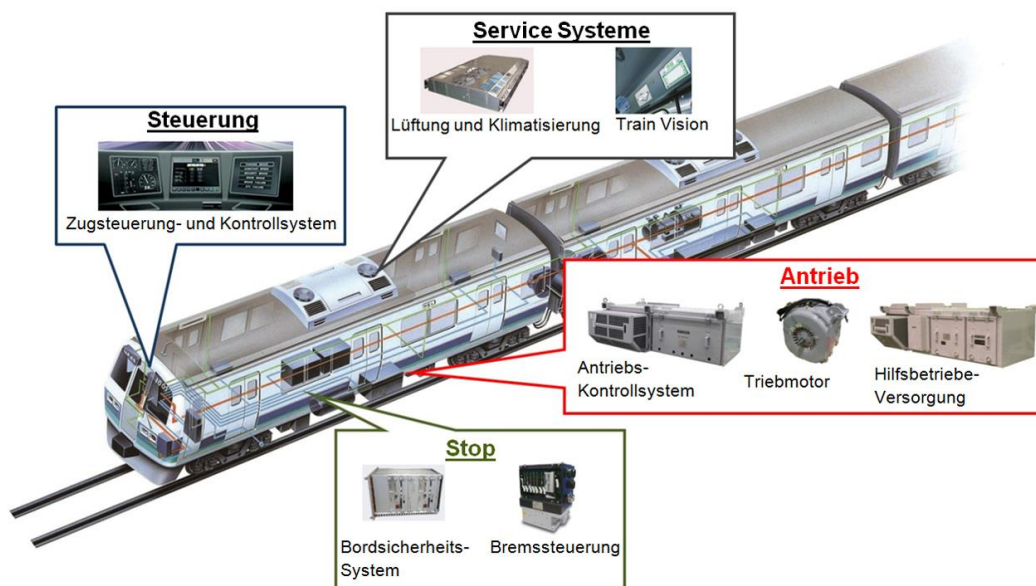 Service Systeme
Lüftung und Klimatisierung
Train Vision
Steuerung
Zugsteuerung- und Kontrollsystem
Antrieb
Antriebs-
Kontrollsystem
Triebmotor
Hilfsbetriebe-
Versorgung
Stop
Bordsicherheits-
System
Bremssteuerung